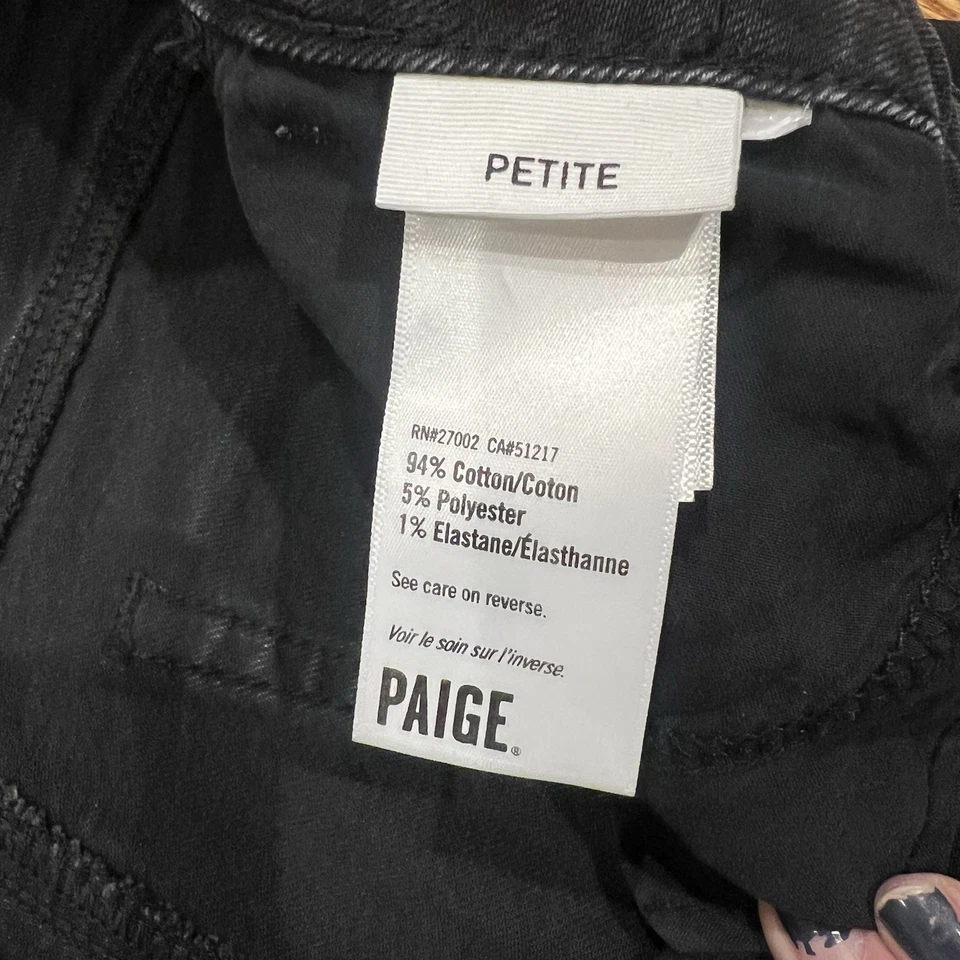 PETITE
RN#27002 CA#51217
94% Cotton/Coton
5% Polyester
1% Elastane/Élasthanne
See care on reverse.
Voir le soin sur l'inverse.
PAIGE®